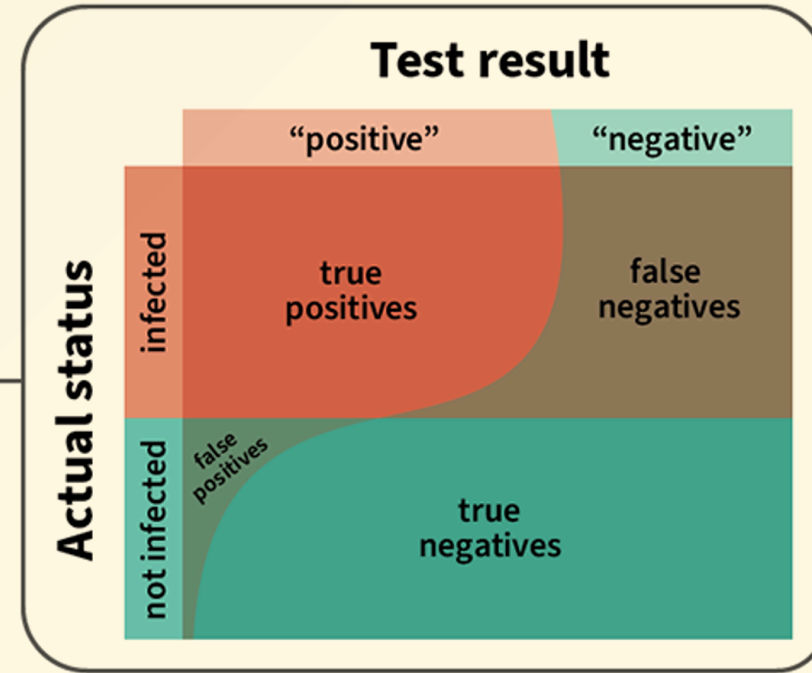 Test result
“positive”
“negative”
Actual status
infected
true
positives
false
negatives
not infected
false
positives
true
negatives